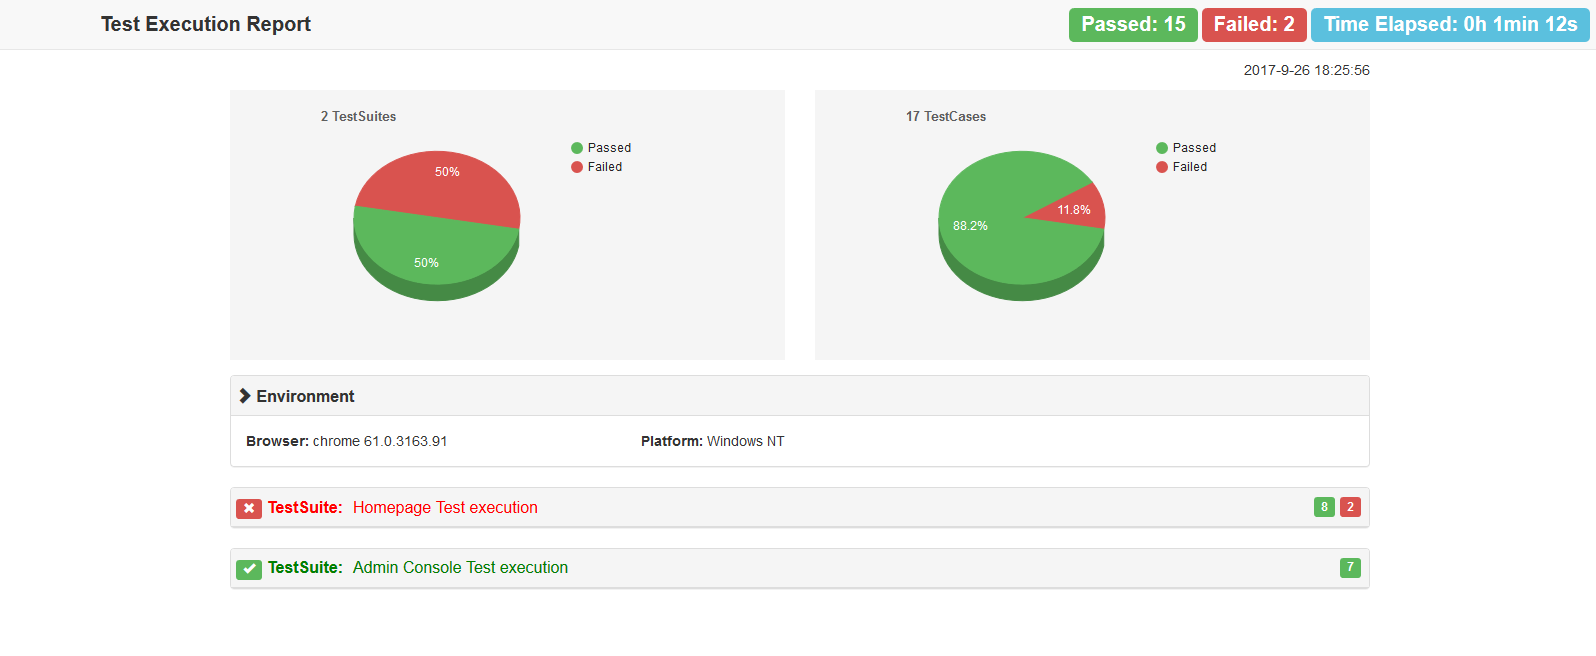 Test Execution Report
Passed: 15 Failed: 2 Time Elapsed: 0h 1min 12s
2017-9-26 18:25:56
2 TestSuites
Passed
Failed
50%
50%
17 TestCases
Passed
Failed
11.8%
88.2%
Environment
Browser: chrome 61.0.3163.91 Platform: Windows NT
TestSuite: Homepage Test execution 8 2
TestSuite: Admin Console Test execution 7